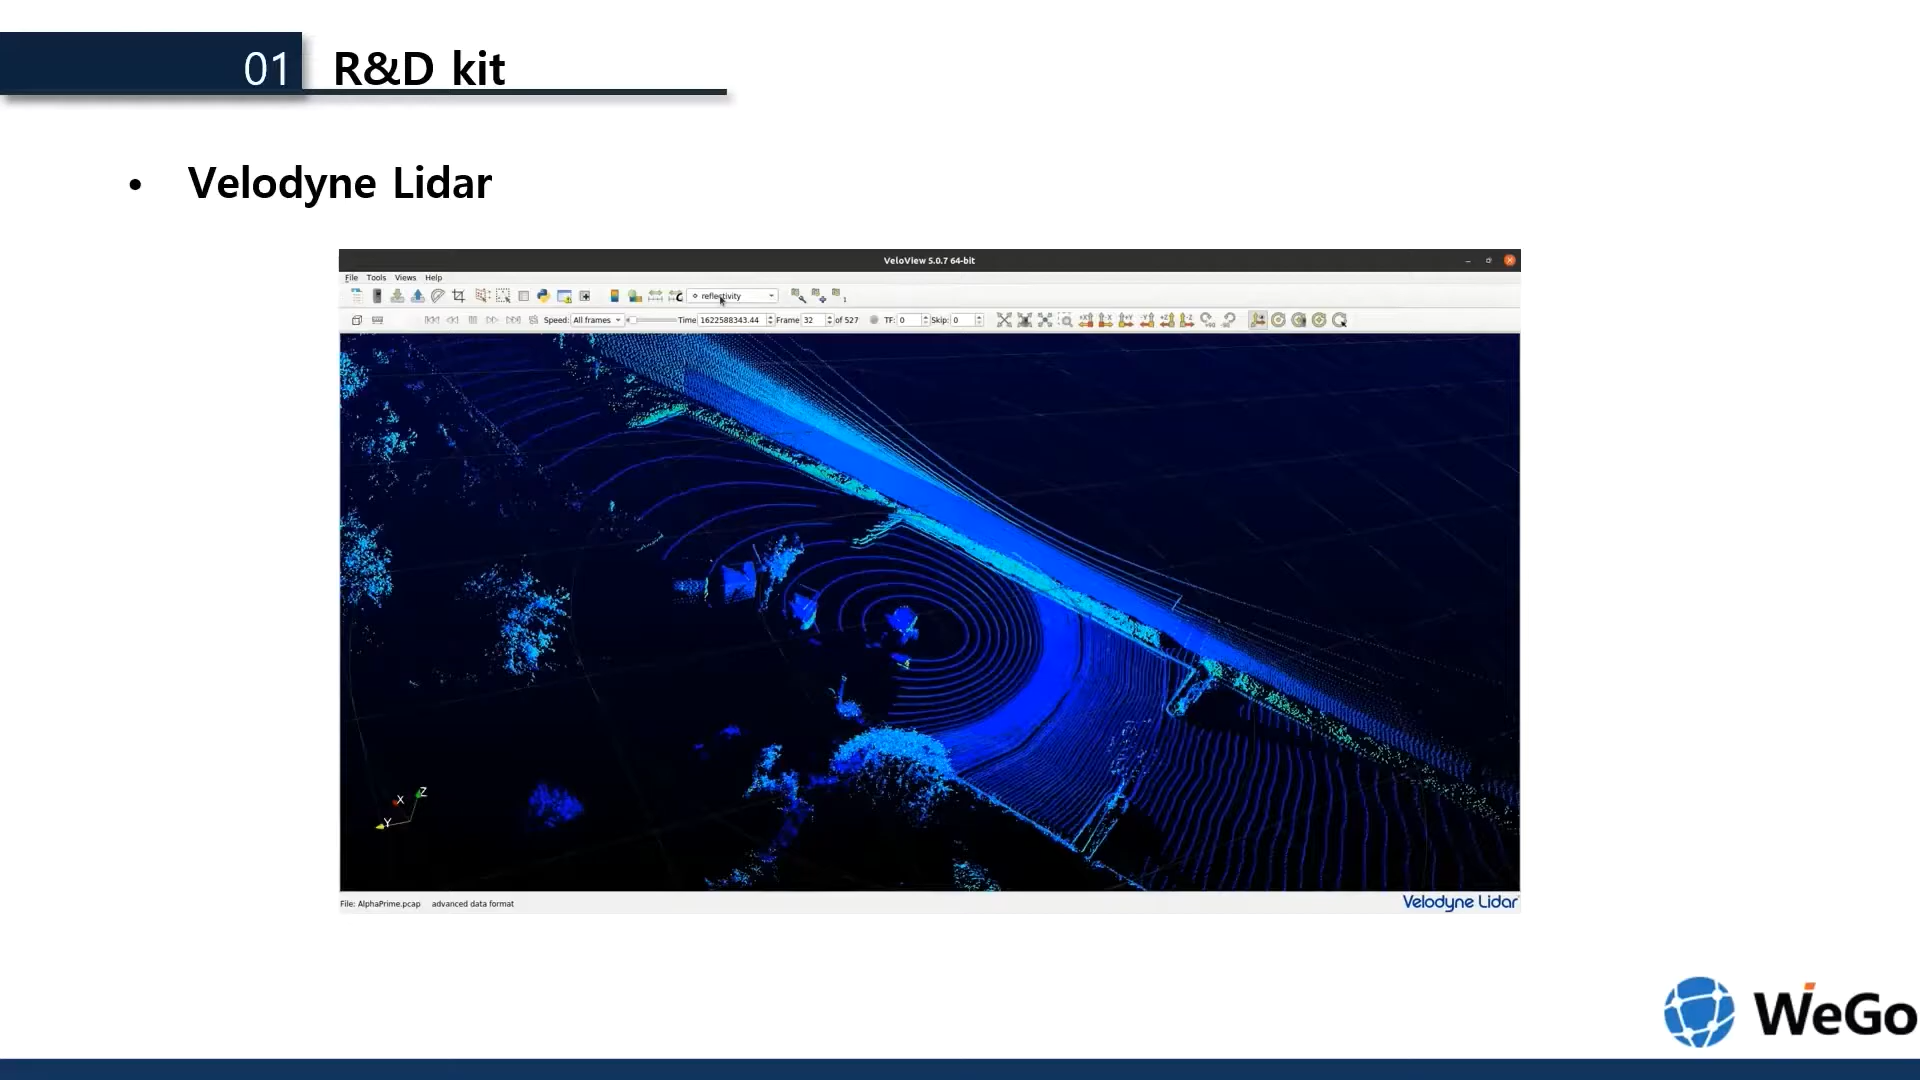 01 R&D kit
• Velodyne Lidar
VeloView 5.0.7 64-bit
File Tools Views Help
reflectivity
Speed: All frames Time 1622588343.44 Frame 32 of 527 TF: 0 Skip: 0
X Z
Y
File: AlphaPrime.pcap advanced data format
Velodyne Lidar
WeGo